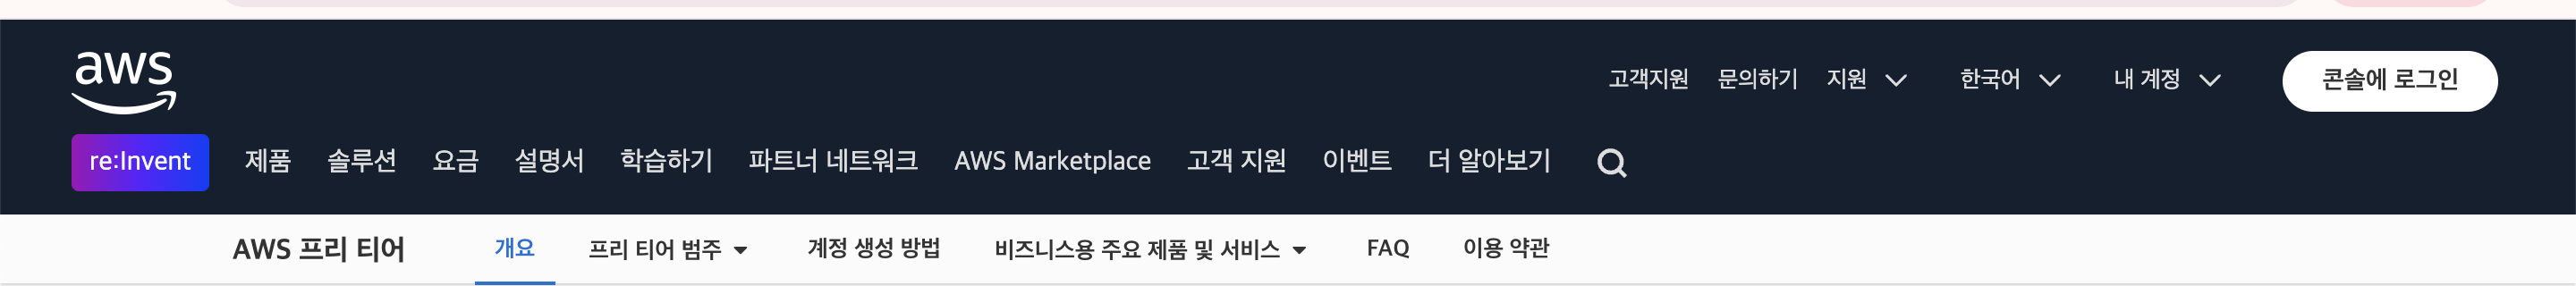 aws
고객지원 문의하기 지원 한국어 내 계정 콘솔에 로그인
re:Invent 제품 솔루션 요금 설명서 학습하기 파트너 네트워크 AWS Marketplace 고객 지원 이벤트 더 알아보기
AWS 프리 티어 개요 프리 티어 범주 계정 생성 방법 비즈니스용 주요 제품 및 서비스 FAQ 이용 약관